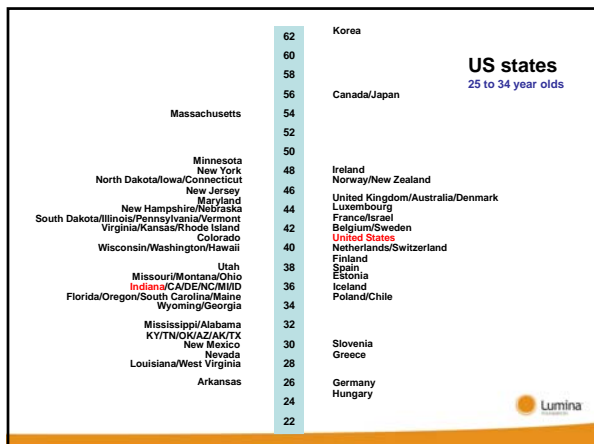 US states
25 to 34 year olds
62
60
58
56
54
52
50
48
46
44
42
40
38
36
34
32
30
28
26
24
22
Massachusetts
Minnesota
New York
North Dakota/Iowa/Connecticut
New Jersey
Maryland
New Hampshire/Nebraska
South Dakota/Illinois/Pennsylvania/Vermont
Virginia/Kansas/Rhode Island
Colorado
Wisconsin/Washington/Hawaii
Utah
Missouri/Montana/Ohio
Indiana/CA/DE/NC/MI/ID
Florida/Oregon/South Carolina/Maine
Wyoming/Georgia
Mississippi/Alabama
KY/TN/OK/AZ/AK/TX
New Mexico
Nevada
Louisiana/West Virginia
Arkansas
Korea
Canada/Japan
Ireland
Norway/New Zealand
United Kingdom/Australia/Denmark
Luxembourg
France/Israel
Belgium/Sweden
United States
Netherlands/Switzerland
Finland
Spain
Estonia
Iceland
Poland/Chile
Slovenia
Greece
Germany
Hungary
Lumina